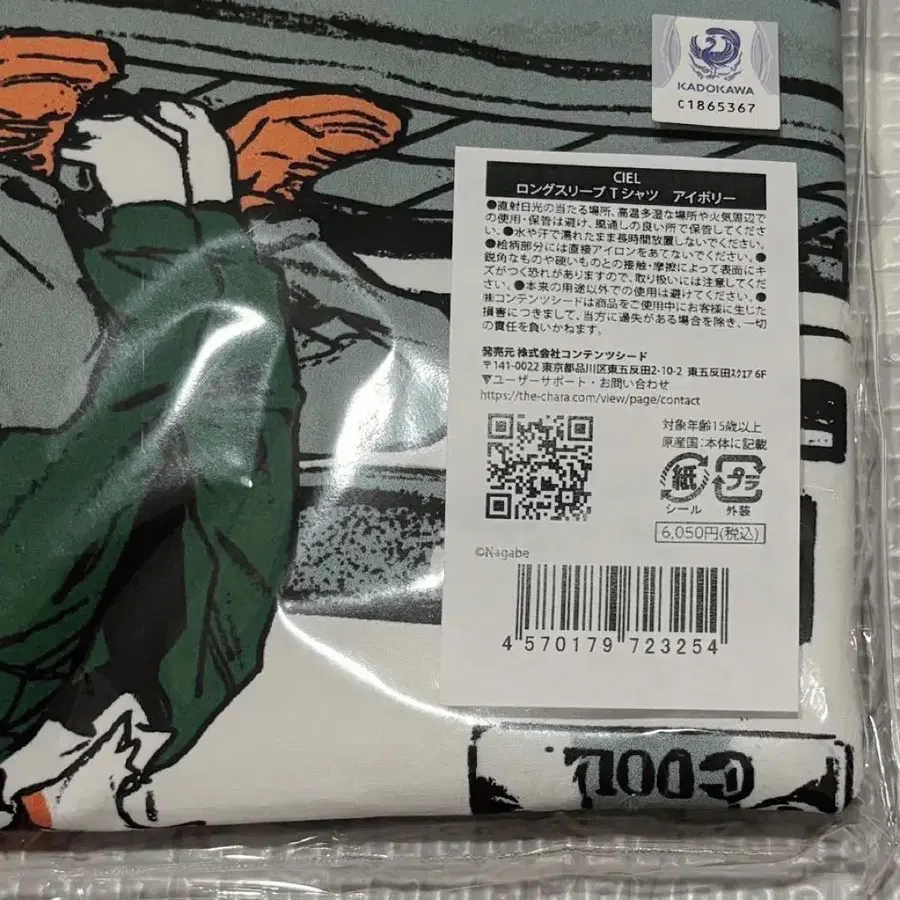 KADOKAWA
C1865367
CIEL
ロングスリーブTシャツ アイボリー
●直射日光の当たる場所、高温多湿な場所や火気周辺で
の使用・保管は避け、風通しの良い所で保管してくださ
い。●水や汗で濡れたまま長時間放置しないでください。
●絵柄部分には直接アイロンをあてないでください。●
鋭角なものや硬いものとの接触・摩擦によって表面にキ
ズがつく恐れがありますので、取り扱いには注意してくだ
さい。●本来の用途以外での使用は避けてください。●
㈱コンテンツシードは商品をご使用中にお客様に生じた
損害につきまして、当方に過失がある場合を除き、一切
の責任を負いかねます。
発売元 株式会社コンテンツシード
〒141-0022 東京都品川区東五反田2-10-2 東五反田ｽｸｴｱ 6F
▼ユーザーサポート・お問い合わせ
https://the-chara.com/view/page/contact
対象年齢15歳以上
原産国：本体に記載
紙
シール
プラ
外装
6,050円(税込)
©Nagabe
4 570179 723254
COOL